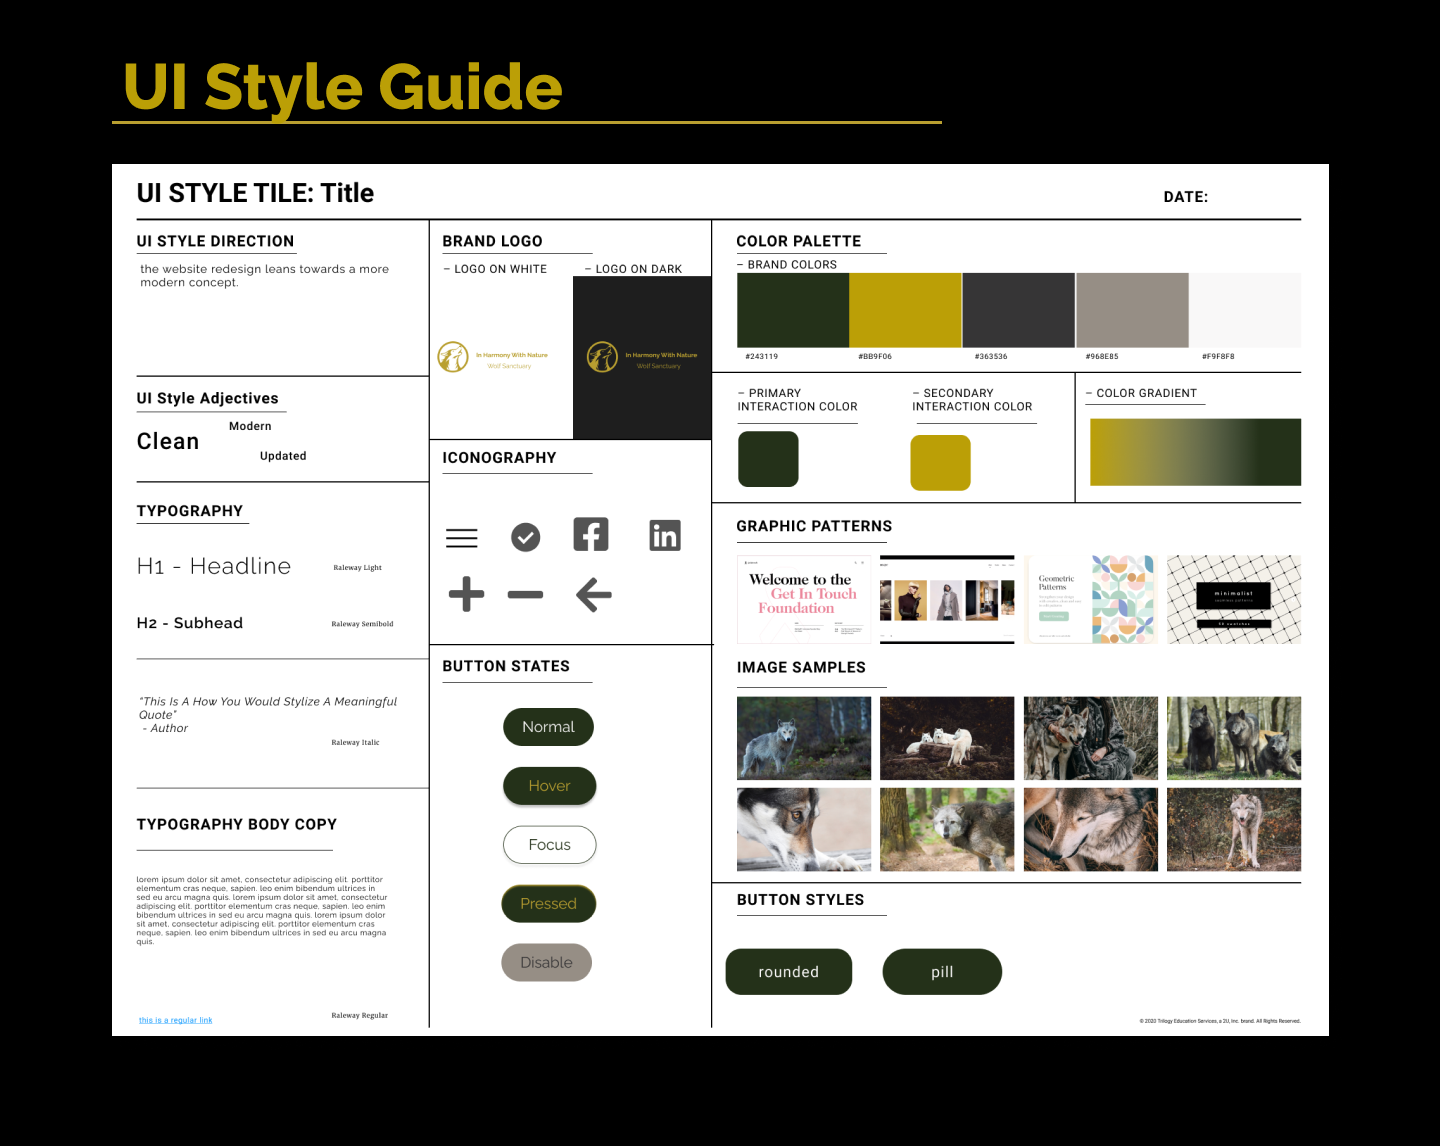 UI Style Guide
UI STYLE TILE: Title
DATE:
UI STYLE DIRECTION
the website redesign leans towards a more
modern concept.
UI Style Adjectives
Modern
Clean
Updated
TYPOGRAPHY
H1 - Headline
Raleway Light
H2 - Subhead
Raleway Semibold
"This Is A How You Would Stylize A Meaningful
Quote"
- Author
Raleway Italic
TYPOGRAPHY BODY COPY
lorem ipsum dolor sit amet, consectetur adipiscing elit. porttitor
elementum cras neque, sapien. leo enim bibendum ultrices in
sed eu arcu magna quis. lorem ipsum dolor sit amet, consectetur
adipiscing elit. porttitor elementum cras neque, sapien. leo enim
bibendum ultrices in sed eu arcu magna quis. lorem ipsum dolor
sit amet, consectetur adipiscing elit. porttitor elementum cras
neque, sapien. leo enim bibendum ultrices in sed eu arcu magna
quis.
this is a regular link
Raleway Regular
BRAND LOGO
– LOGO ON WHITE
– LOGO ON DARK
In Harmony With Nature
Wolf Sanctuary
In Harmony With Nature
Wolf Sanctuary
ICONOGRAPHY
BUTTON STATES
Normal
Hover
Focus
Pressed
Disable
COLOR PALETTE
– BRAND COLORS
#243119
#BB9F06
#363536
#968E85
#F9F8F8
– PRIMARY
INTERACTION COLOR
– SECONDARY
INTERACTION COLOR
– COLOR GRADIENT
GRAPHIC PATTERNS
Welcome to the
Get In Touch
Foundation
Geometric
Patterns
minimalist
seamless patterns
IMAGE SAMPLES
BUTTON STYLES
rounded
pill
© 2020 Trilogy Education Services, a 2U, Inc. brand. All Rights Reserved.